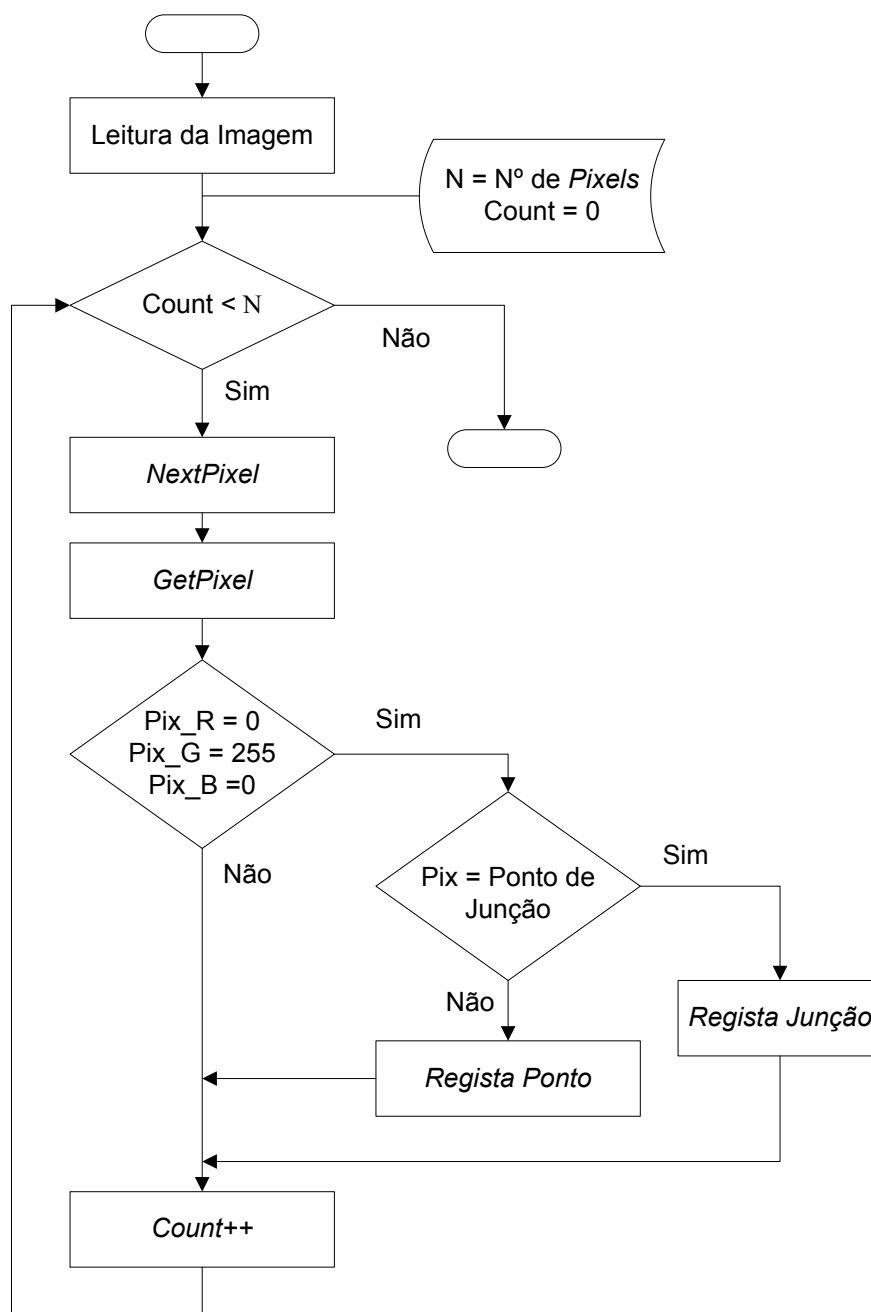 Leitura da Imagem
N = Nº de Pixels
Count = 0
Count < N
Não
Sim
NextPixel
GetPixel
Pix_R = 0
Pix_G = 255
Pix_B =0
Sim
Não
Pix = Ponto de
Junção
Sim
Não
Regista Junção
Regista Ponto
Count++